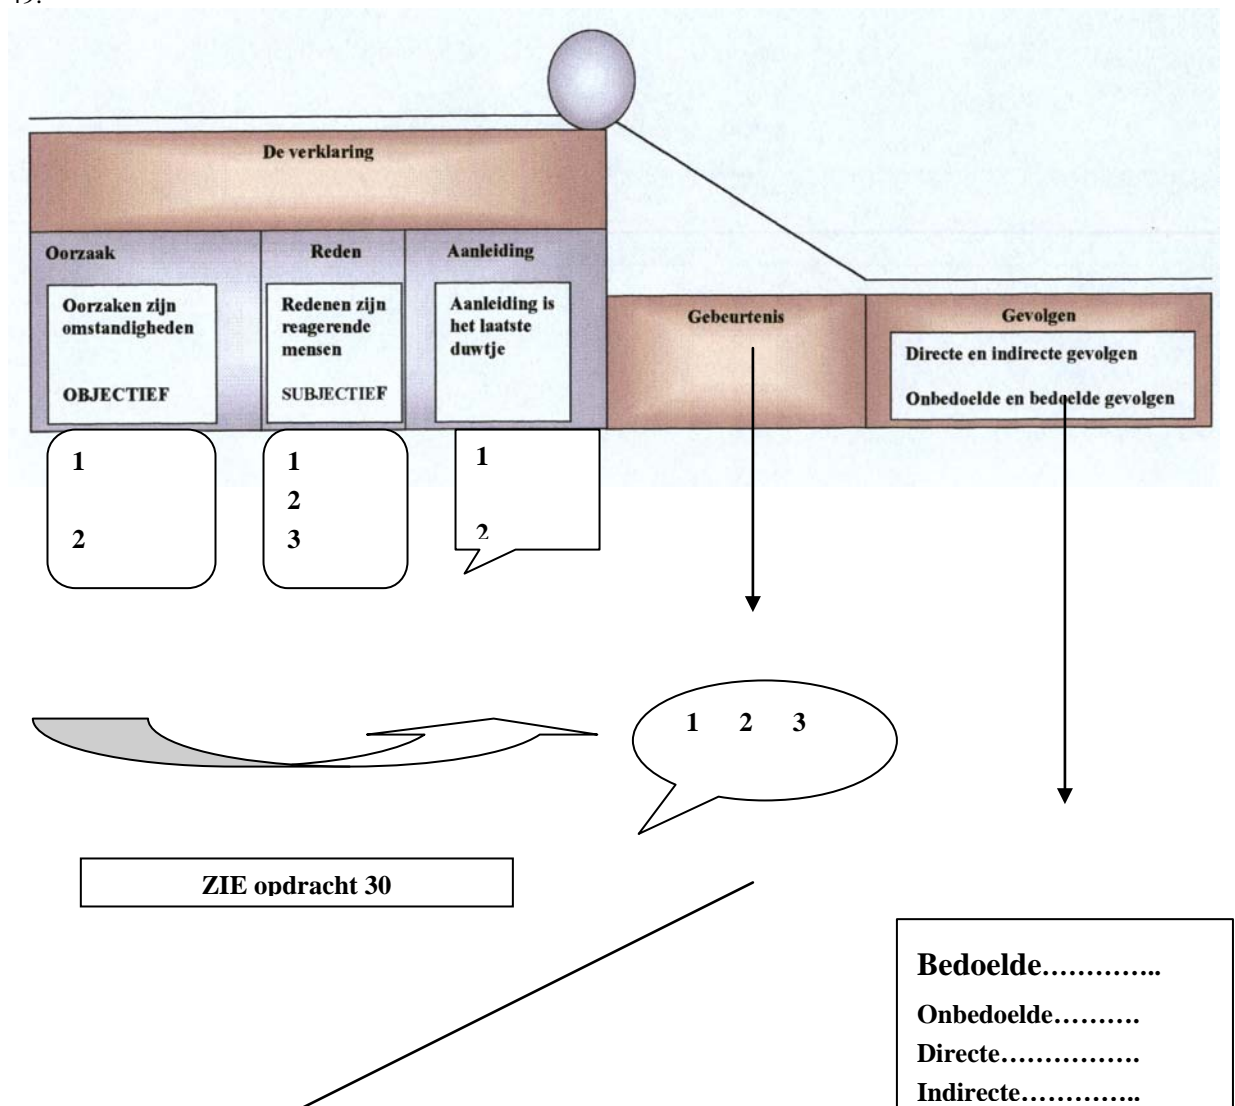 De verklaring
Oorzaak
Oorzaken zijn
omstandigheden
OBJECTIEF
Reden
Redenen zijn
reagerende
mensen
SUBJECTIEF
Aanleiding
Aanleiding is
het laatste
duwtje
Gebeurtenis
Gevolgen
Directe en indirecte gevolgen
Onbedoelde en bedoelde gevolgen
1
2
1
2
3
1
2
1 2 3
ZIE opdracht 30
Bedoelde…………..
Onbedoelde……….
Directe…………….
Indirecte…………..